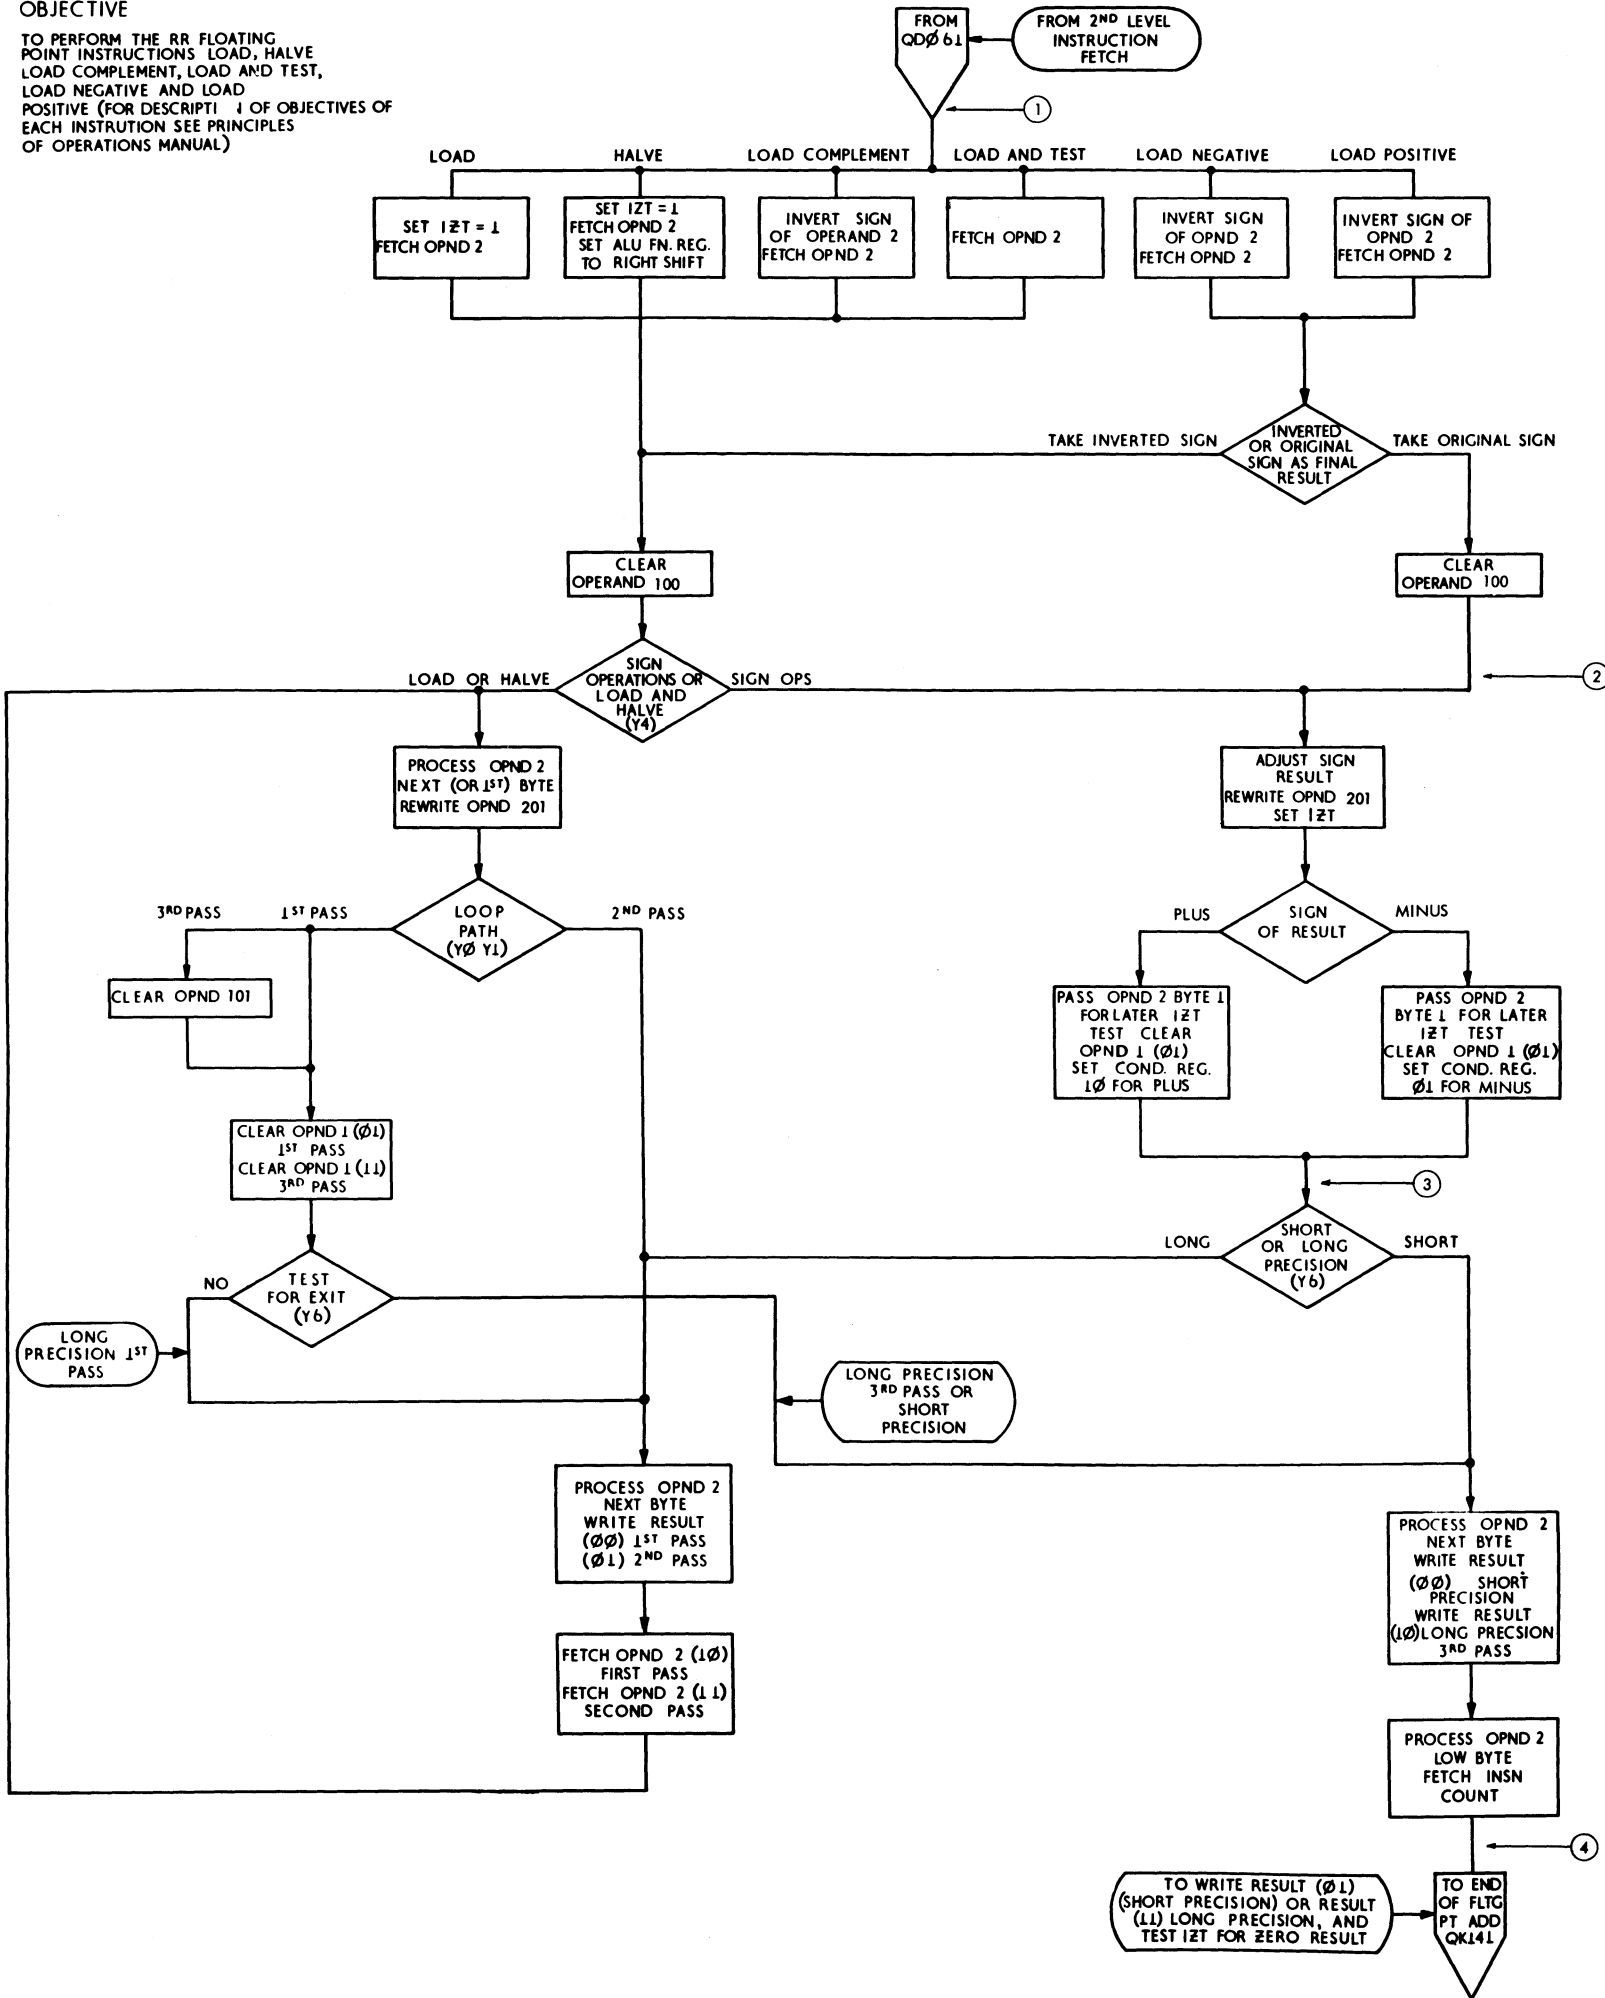 OBJECTIVE
TO PERFORM THE RR FLOATING
POINT INSTRUCTIONS LOAD, HALVE
LOAD COMPLEMENT, LOAD AND TEST,
LOAD NEGATIVE AND LOAD
POSITIVE (FOR DESCRIPTI OF OBJECTIVES OF
EACH INSTRUTION SEE PRINCIPLES
OF OPERATIONS MANUAL)
FROM
QDØ61
FROM 2ND LEVEL
INSTRUCTION
FETCH
1
LOAD
HALVE
LOAD COMPLEMENT
LOAD AND TEST
LOAD NEGATIVE
LOAD POSITIVE
SET IZT = 1
FETCH OPND 2
SET IZT = 1
FETCH OPND 2
SET ALU FN. REG.
TO RIGHT SHIFT
INVERT SIGN
OF OPERAND 2
FETCH OPND 2
FETCH OPND 2
INVERT SIGN
OF OPND 2
FETCH OPND 2
INVERT SIGN OF
OPND 2
FETCH OPND 2
TAKE INVERTED SIGN
INVERTED
OR ORIGINAL
SIGN AS FINAL
RESULT
TAKE ORIGINAL SIGN
CLEAR
OPERAND 100
CLEAR
OPERAND 100
LOAD OR HALVE
SIGN
OPERATIONS OR
LOAD AND
HALVE
(Y4)
SIGN OPS
2
PROCESS OPND 2
NEXT (OR 1ST) BYTE
REWRITE OPND 201
ADJUST SIGN
RESULT
REWRITE OPND 201
SET IZT
3RD PASS
1ST PASS
LOOP
PATH
(YØ Y1)
2ND PASS
PLUS
SIGN
OF RESULT
MINUS
CLEAR OPND 101
PASS OPND 2 BYTE 1
FOR LATER IZT
TEST CLEAR
OPND 1 (Ø1)
SET COND. REG.
1Ø FOR PLUS
PASS OPND 2
BYTE 1 FOR LATER
IZT TEST
CLEAR OPND 1 (Ø1)
SET COND. REG.
Ø1 FOR MINUS
CLEAR OPND 1 (Ø1)
1ST PASS
CLEAR OPND 1 (11)
3RD PASS
3
LONG
SHORT
OR LONG
PRECISION
(Y6)
SHORT
NO
TEST
FOR EXIT
(Y6)
LONG
PRECISION 1ST
PASS
LONG PRECISION
3RD PASS OR
SHORT
PRECISION
PROCESS OPND 2
NEXT BYTE
WRITE RESULT
(ØØ) 1ST PASS
(Ø1) 2ND PASS
PROCESS OPND 2
NEXT BYTE
WRITE RESULT
(ØØ) SHORT
PRECISION
WRITE RESULT
(1Ø)LONG PRECSION
3RD PASS
FETCH OPND 2 (1Ø)
FIRST PASS
FETCH OPND 2 (11)
SECOND PASS
PROCESS OPND 2
LOW BYTE
FETCH INSN
COUNT
4
TO WRITE RESULT (Ø1)
(SHORT PRECISION) OR RESULT
(11) LONG PRECISION, AND
TEST IZT FOR ZERO RESULT
TO END
OF FLTG
PT ADD
QK141